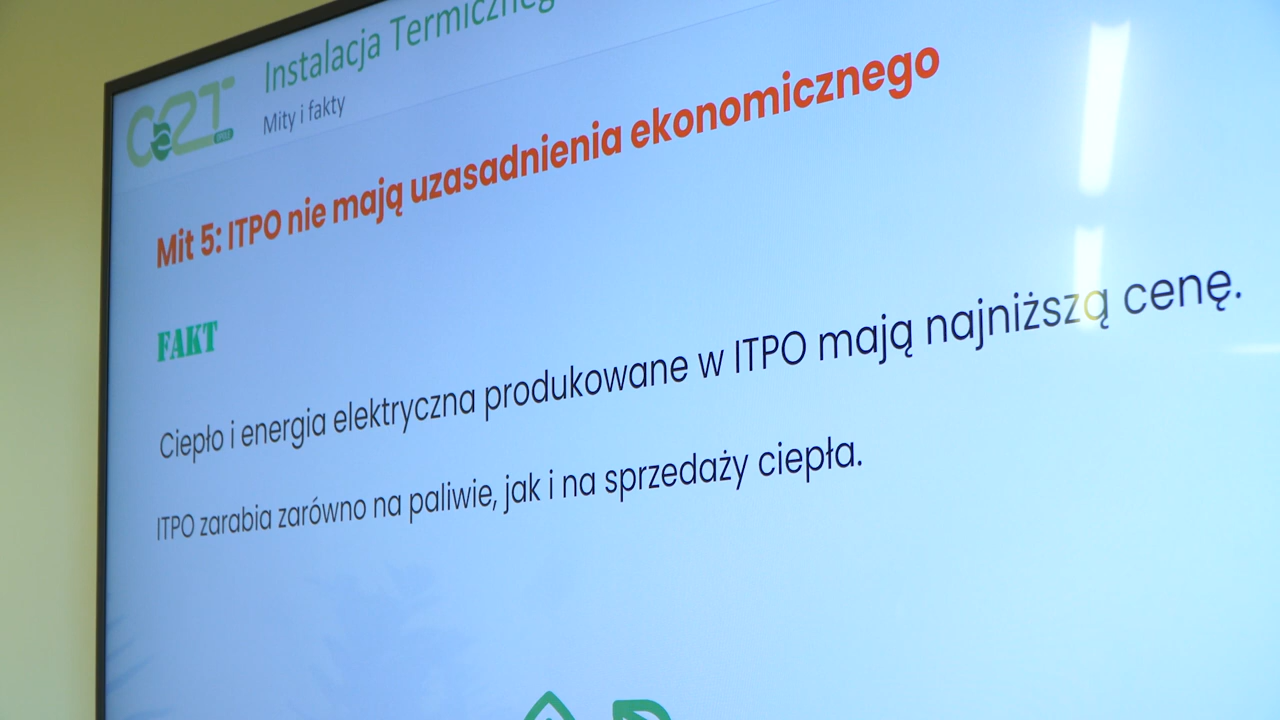 Instalacja
Mity i fakty
Mit 5: ITPO nie mają uzasadnienia ekonomicznego
FAKT
Ciepło i energia elektryczna produkowane w ITPO mają najniższą cenę.
ITPO zarabia zarówno na paliwie, jak i na sprzedaży ciepła.